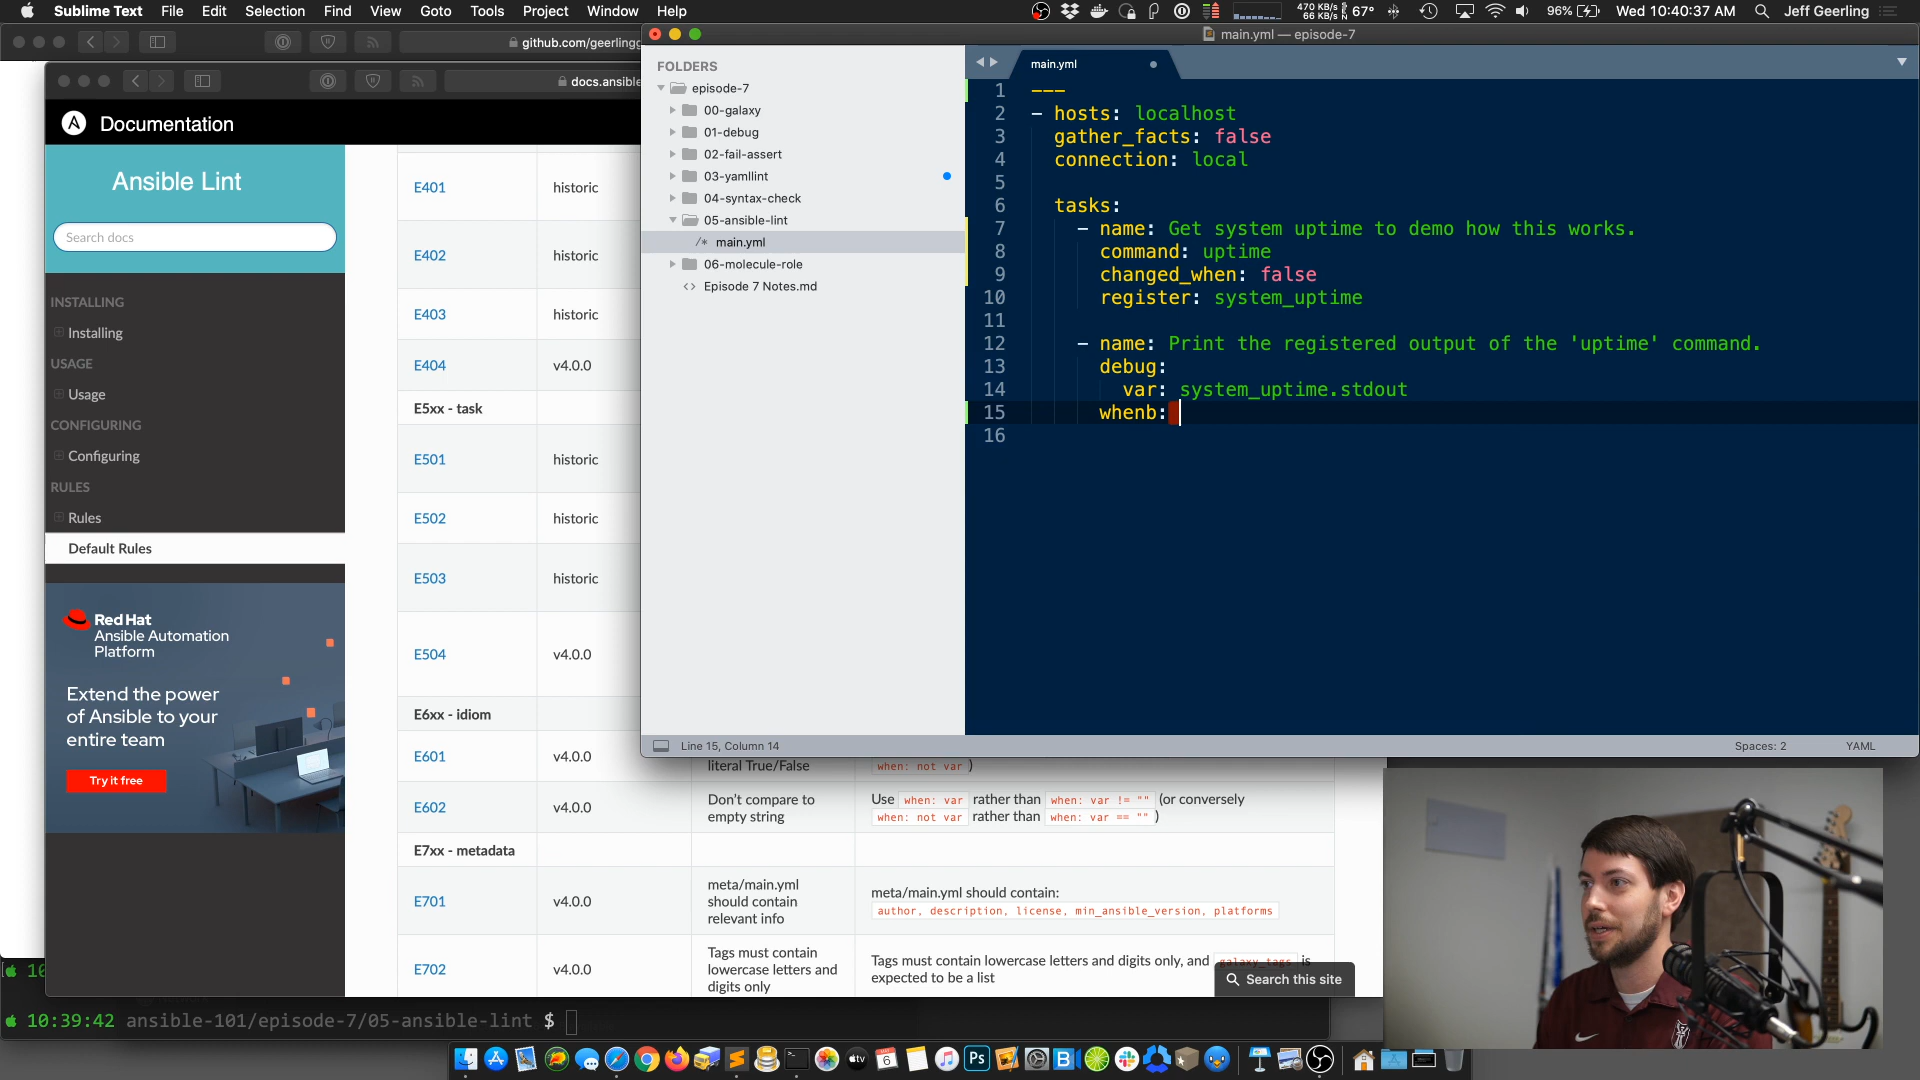 Sublime Text File Edit Selection Find View Goto Tools Project Window Help
470 KB/s
66 KB/s
67° 96% Wed 10:40:37 AM Jeff Geerling
github.com/geerlingg
main.yml — episode-7
docs.ansible
FOLDERS
episode-7
00-galaxy
01-debug
02-fail-assert
03-yamllint
04-syntax-check
05-ansible-lint
/* main.yml
06-molecule-role
<> Episode 7 Notes.md
main.yml
1 ---
2 - hosts: localhost
3 gather_facts: false
4 connection: local
5
6 tasks:
7 - name: Get system uptime to demo how this works.
8 command: uptime
9 changed_when: false
10 register: system_uptime
11
12 - name: Print the registered output of the 'uptime' command.
13 debug:
14 var: system_uptime.stdout
15 whenb:
16
Line 15, Column 14
Spaces: 2 YAML
A Documentation
Ansible Lint
Search docs
INSTALLING
Installing
USAGE
Usage
CONFIGURING
Configuring
RULES
Rules
Default Rules
Red Hat
Ansible Automation
Platform
Extend the power
of Ansible to your
entire team
Try it free
E401 historic
E402 historic
E403 historic
E404 v4.0.0
E5xx - task
E501 historic
E502 historic
E503 historic
E504 v4.0.0
E6xx - idiom
E601 v4.0.0
literal True/False
when: not var )
E602 v4.0.0
Don't compare to
empty string
Use when: var rather than when: var != "" (or conversely
when: not var rather than when: var == "" )
E7xx - metadata
E701 v4.0.0
meta/main.yml
should contain
relevant info
meta/main.yml should contain:
author, description, license, min_ansible_version, platforms
E702 v4.0.0
Tags must contain
lowercase letters and
digits only
Tags must contain lowercase letters and digits only, and galaxy_tags is
expected to be a list
Search this site
10
10:39:42 ansible-101/episode-7/05-ansible-lint $
tv
6
Ps
B